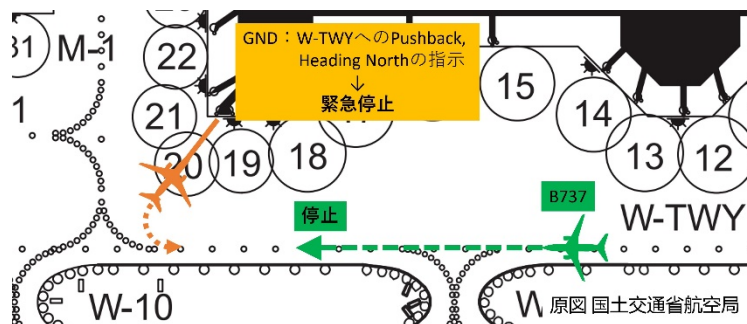 22
M-1
31
GND：W-TWYへのPushback,
Heading Northの指示
↓
緊急停止
15
14
21
1
20
19
18
13
12
B737
停止
W-TWY
W-10
W
原図 国土交通省航空局